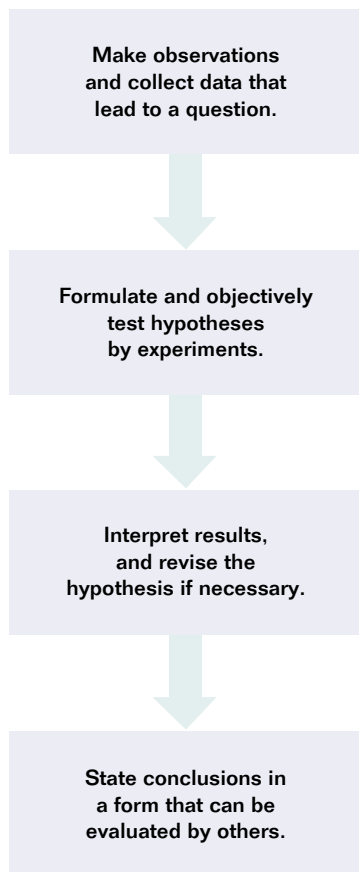 Make observations
and collect data that
lead to a question.
Formulate and objectively
test hypotheses
by experiments.
Interpret results,
and revise the
hypothesis if necessary.
State conclusions in
a form that can be
evaluated by others.